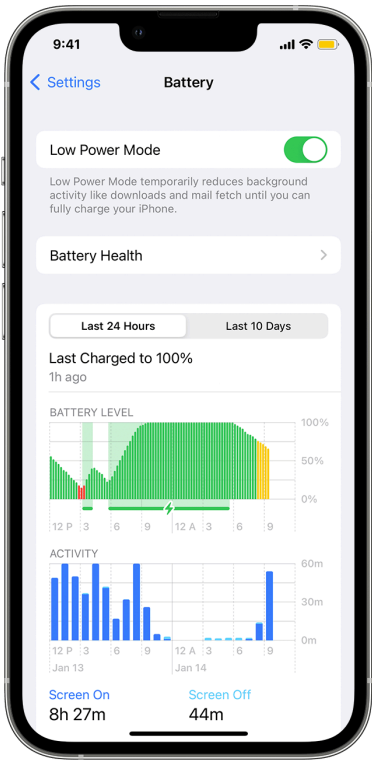 9:41
Settings
Battery
Low Power Mode
Low Power Mode temporarily reduces background
activity like downloads and mail fetch until you can
fully charge your iPhone.
Battery Health
Last 24 Hours Last 10 Days
Last Charged to 100%
1h ago
BATTERY LEVEL
100%
50%
0%
12 P 3 6 9 12 A 3 6 9
ACTIVITY
60m
30m
0m
12 P 3 6 9 12 A 3 6 9
Jan 13 Jan 14
Screen On Screen Off
8h 27m 44m